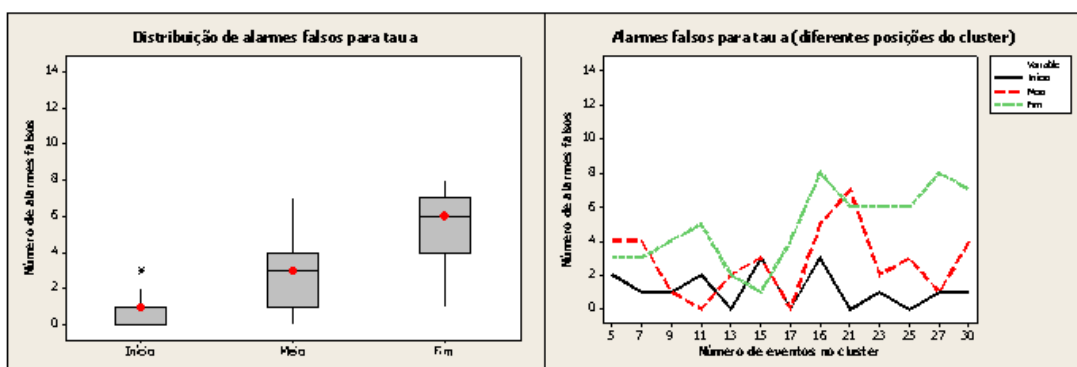 Distribuição de alarmes falsos para tau a
Número de alarmes falsos
14
12
10
8
6
4
2
0
Início
Meio
Fim
Alarmes falsos para tau a (diferentes posições do cluster)
Número de alarmes falsos
14
12
10
8
6
4
2
0
5 7 9 11 13 15 17 16 21 23 25 27 30
Número de eventos no cluster
Variable
Início
Meio
Fim